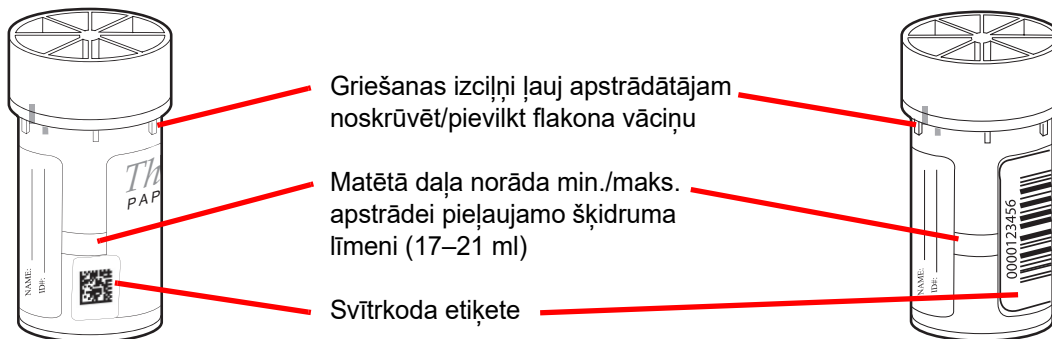 Griešanas izciļņi ļauj apstrādātājam
noskrūvēt/pievilkt flakona vāciņu
Th
PAP
Matētā daļa norāda min./maks.
apstrādei pieļaujamo šķidruma
līmeni (17–21 ml)
NAME:
ID#:
Svītrkoda etiķete
NAME:
ID#:
0000123456